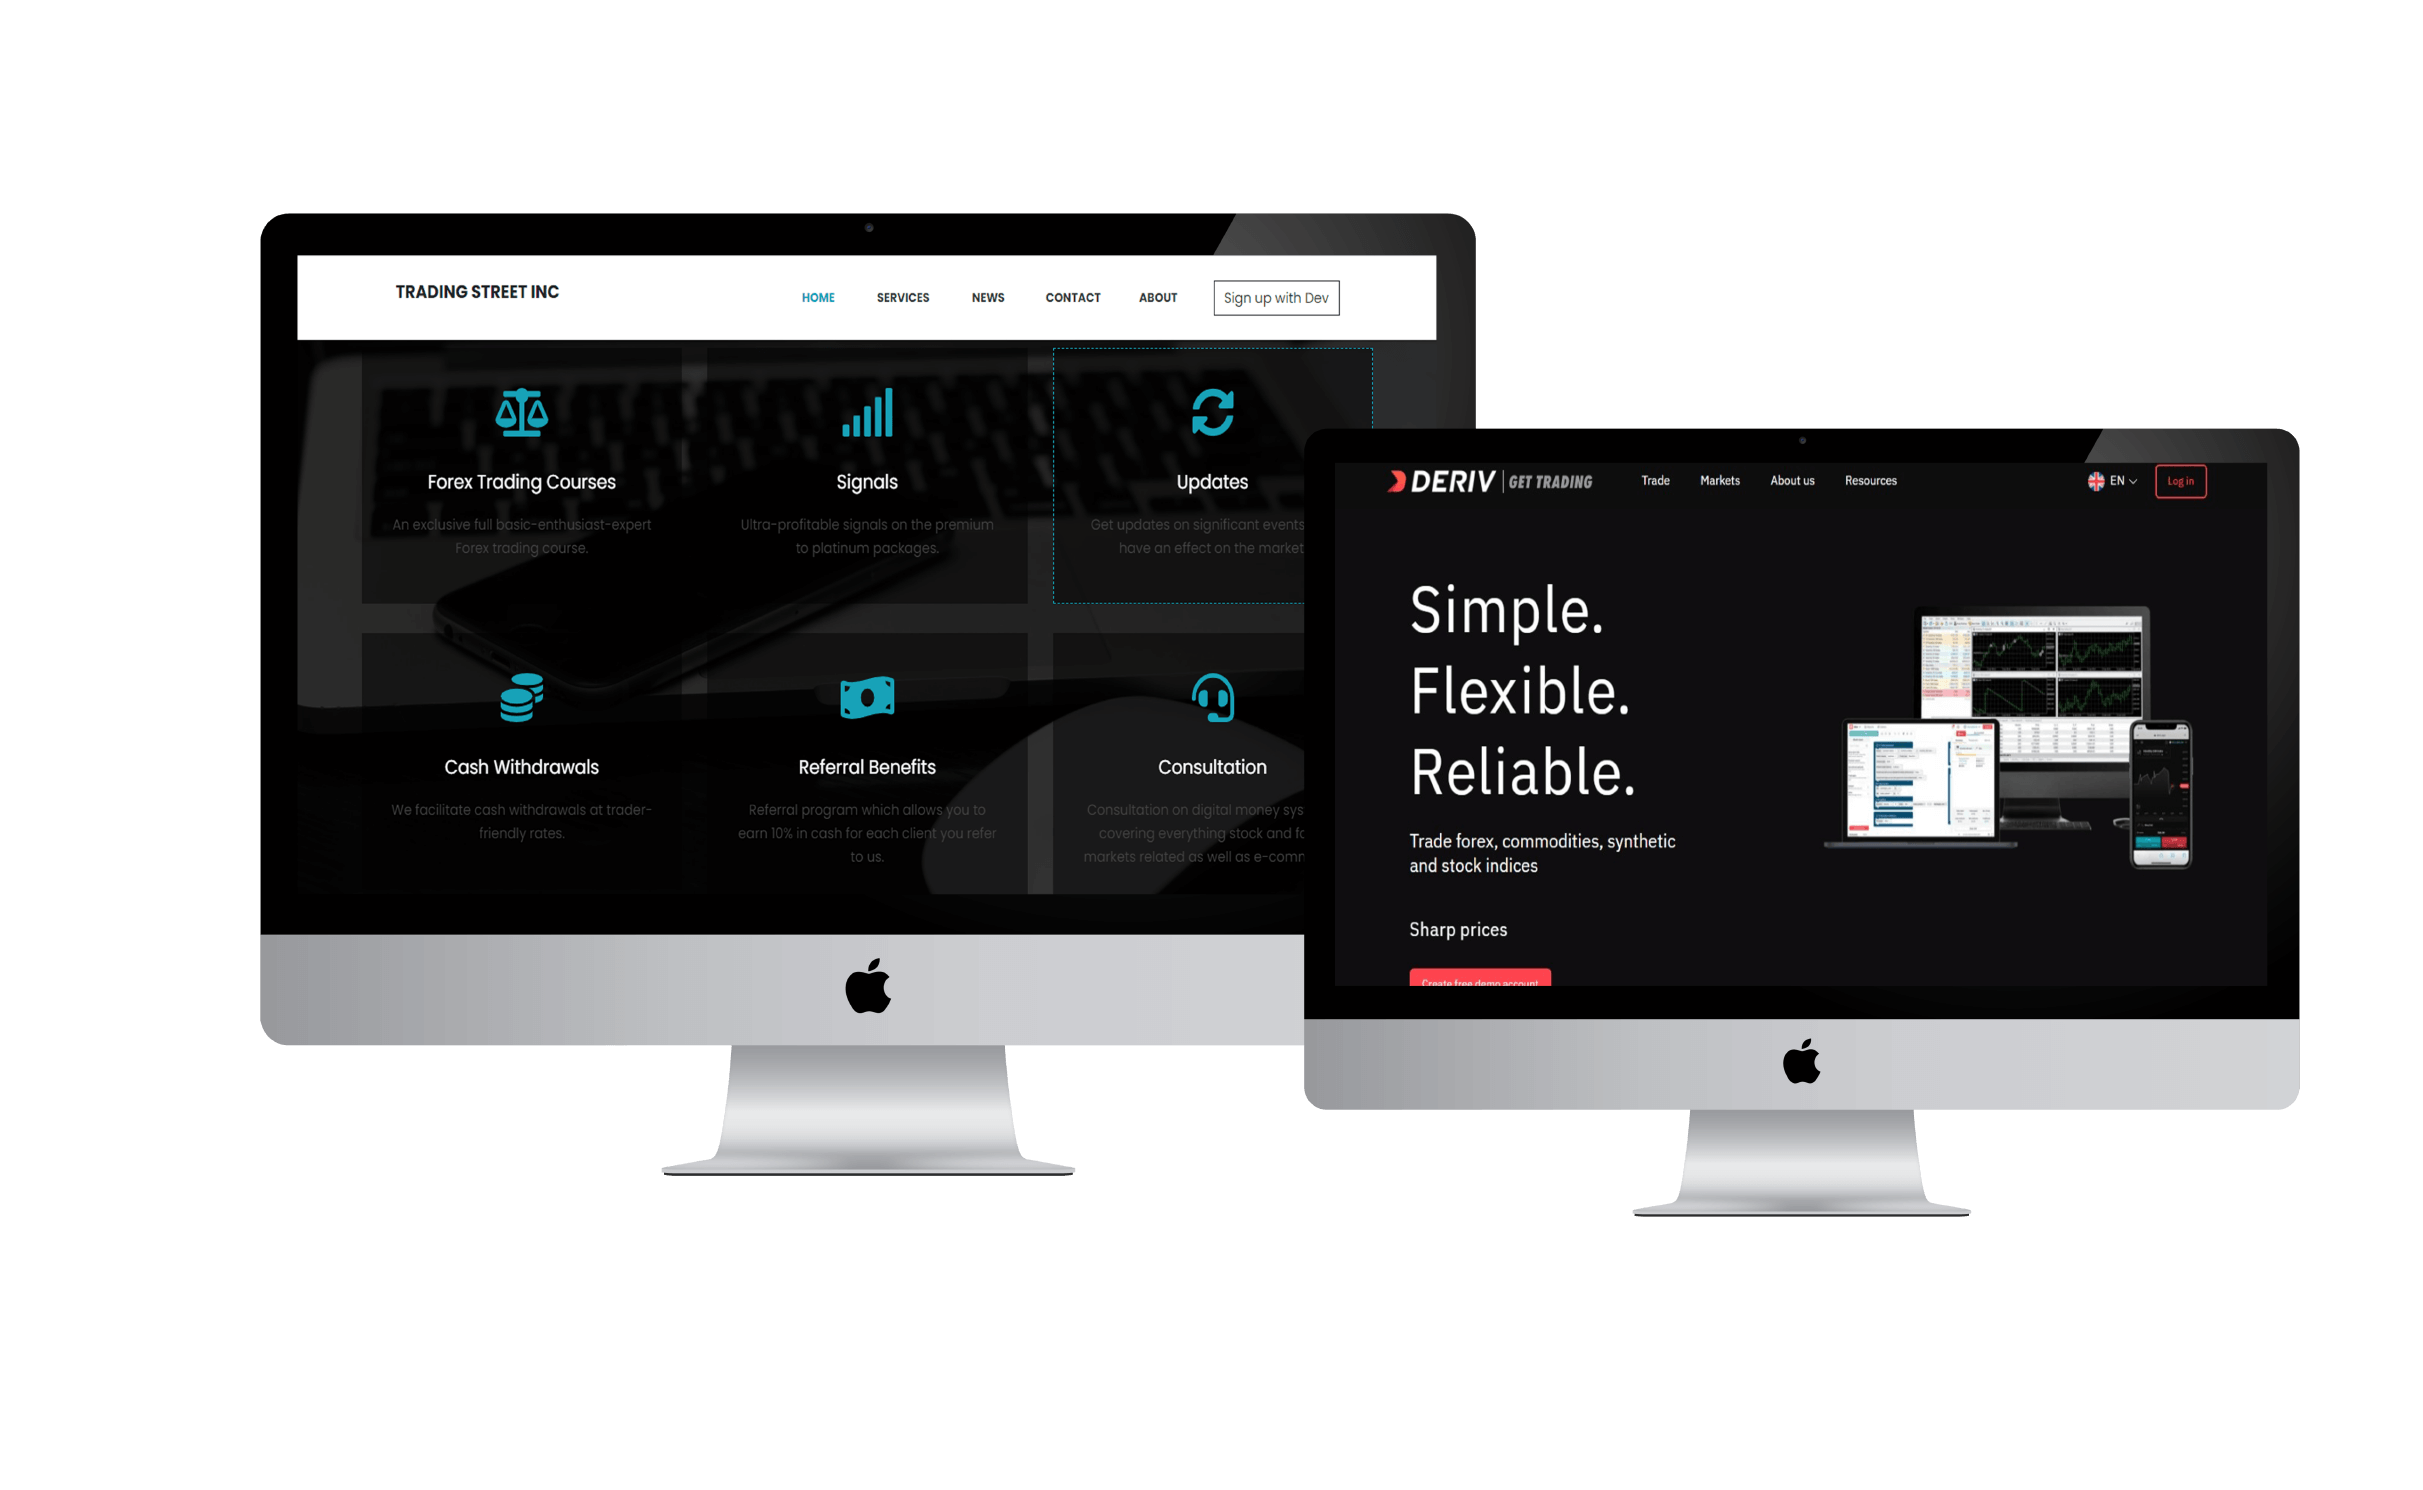 TRADING STREET INC
HOME
SERVICES
NEWS
CONTACT
ABOUT
Sign up with Dev
Forex Trading Courses
An exclusive full basic-enthusiast-expert
Forex trading course.
Signals
Ultra-profitable signals on the premium
to platinum packages.
Updates
Get updates on significant events
have an effect on the market
Cash Withdrawals
We facilitate cash withdrawals at trader-
friendly rates.
Referral Benefits
Referral program which allows you to
earn 10% in cash for each client you refer
to us.
Consultation
Consultation on digital money sys
covering everything stock and fo
markets related as well as e-comm
DERIV | GET TRADING
Trade
Markets
About us
Resources
EN
Log in
Simple.
Flexible.
Reliable.
Trade forex, commodities, synthetic
and stock indices
Sharp prices
Create free demo account